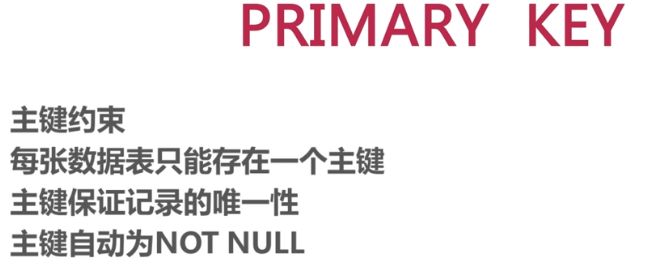 PRIMARY KEY
主键约束
每张数据表只能存在一个主键
主键保证记录的唯一性
主键自动为NOT NULL